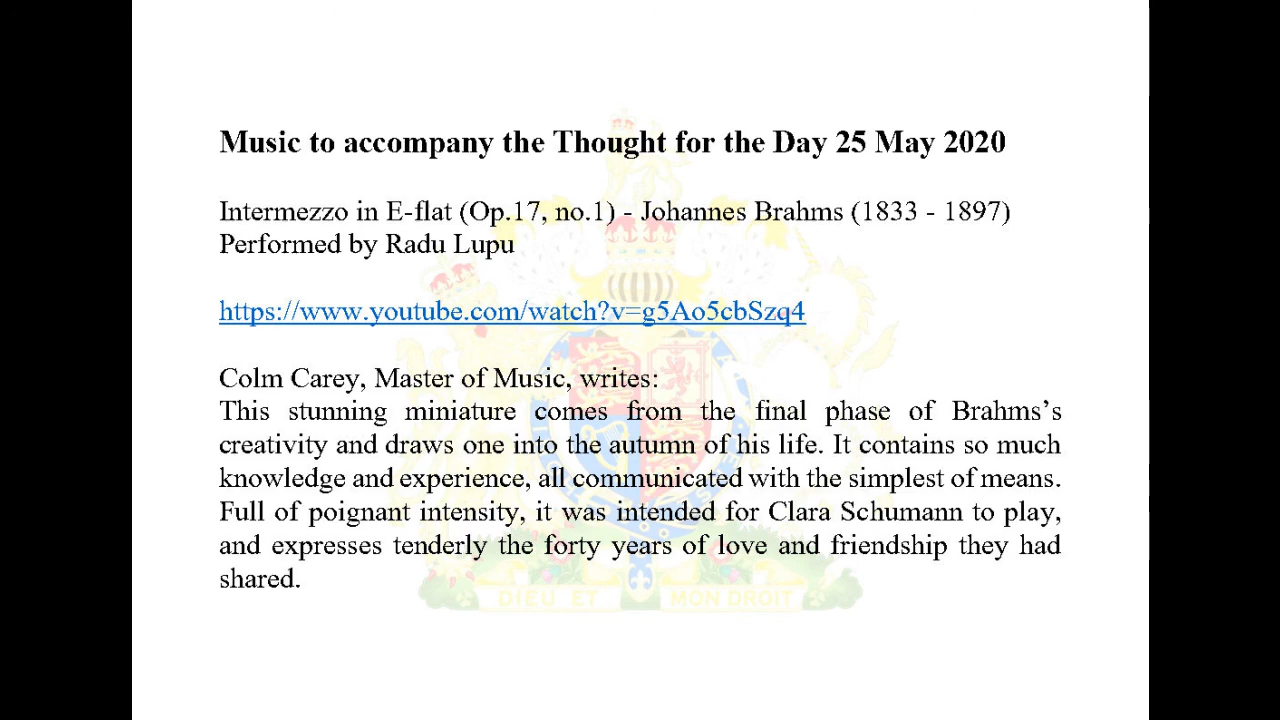 Music to accompany the Thought for the Day 25 May 2020
Intermezzo in E-flat (Op.17, no.1) - Johannes Brahms (1833 - 1897)
Performed by Radu Lupu
https://www.youtube.com/watch?v=g5Ao5cbSzq4
Colm Carey, Master of Music, writes:
This stunning miniature comes from the final phase of Brahms’s
creativity and draws one into the autumn of his life. It contains so much
knowledge and experience, all communicated with the simplest of means.
Full of poignant intensity, it was intended for Clara Schumann to play,
and expresses tenderly the forty years of love and friendship they had
shared.
DIEU ET MON DROIT